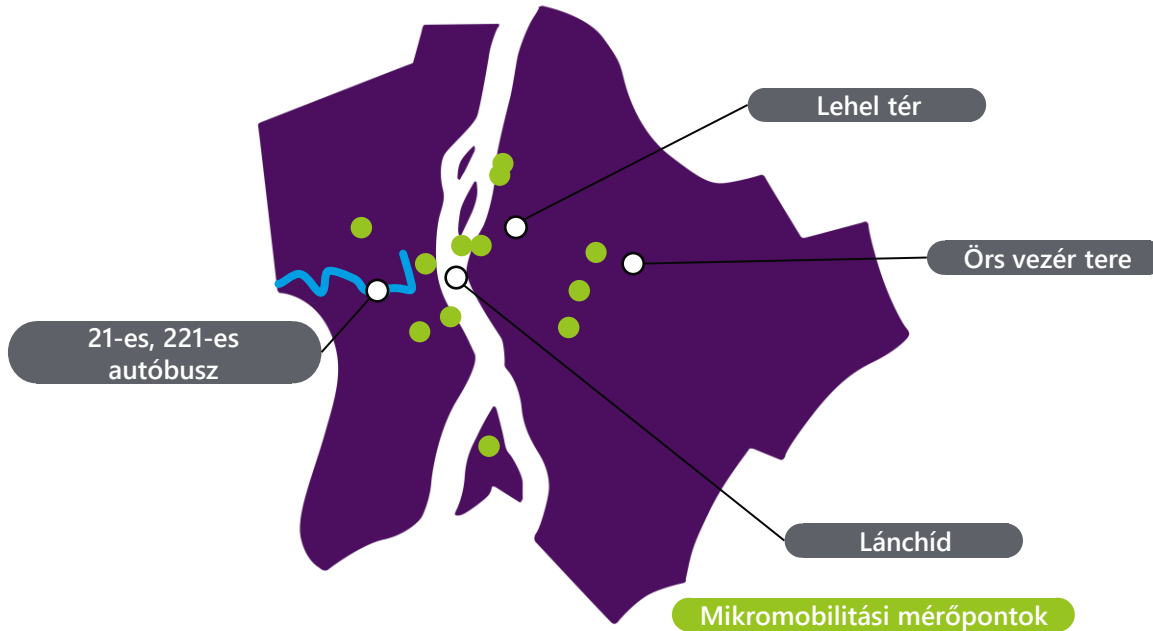 Lehel tér
Örs vezér tere
21-es, 221-es
autóbusz
Lánchíd
Mikromobilitási mérőpontok